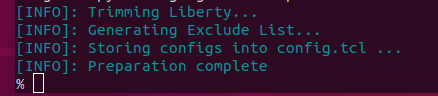 [INFO]: Trimming Liberty...
[INFO]: Generating Exclude List...
[INFO]: Storing configs into config.tcl ...
[INFO]: Preparation complete
%